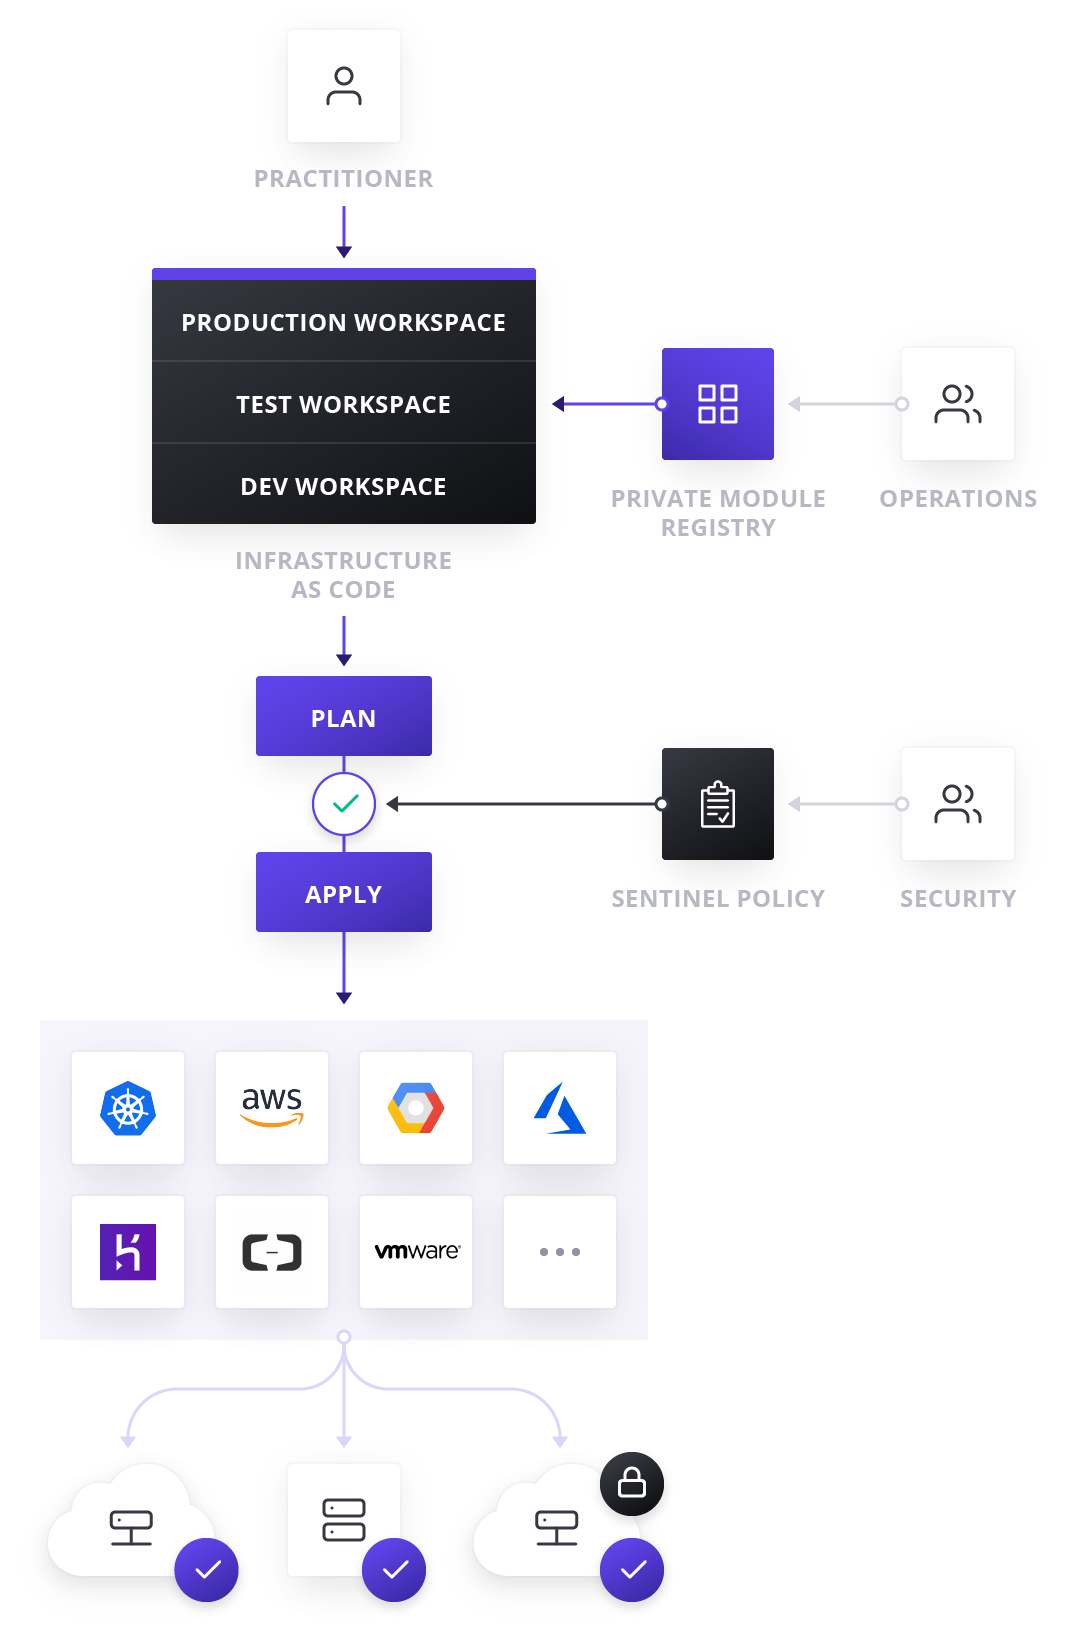 PRACTITIONER
PRODUCTION WORKSPACE
TEST WORKSPACE
DEV WORKSPACE
INFRASTRUCTURE
AS CODE
PRIVATE MODULE
REGISTRY
OPERATIONS
PLAN
APPLY
SENTINEL POLICY
SECURITY
aws
vmware